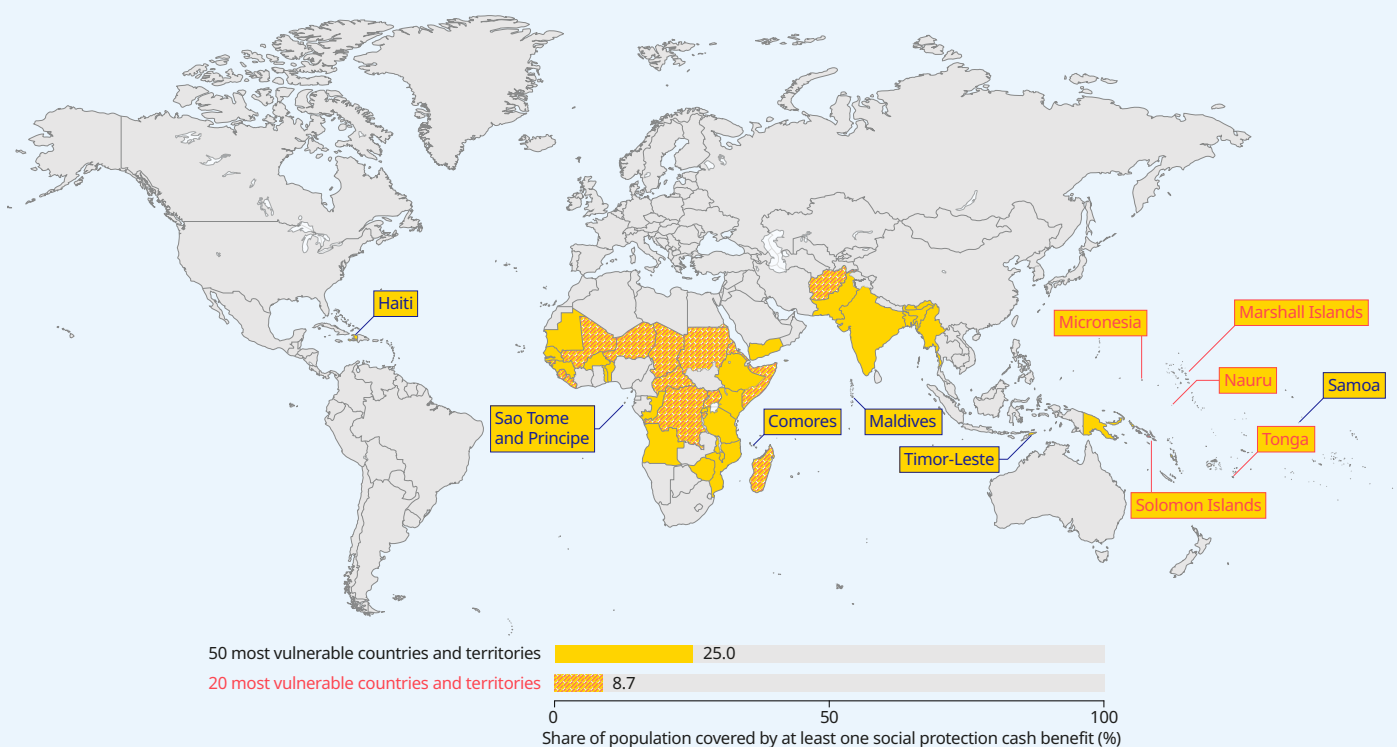 Haiti
Sao Tome
and Principe
Comores
Maldives
Timor-Leste
Micronesia
Marshall Islands
Nauru
Samoa
Tonga
Solomon Islands
50 most vulnerable countries and territories 25.0
20 most vulnerable countries and territories 8.7
0 50 100
Share of population covered by at least one social protection cash benefit (%)